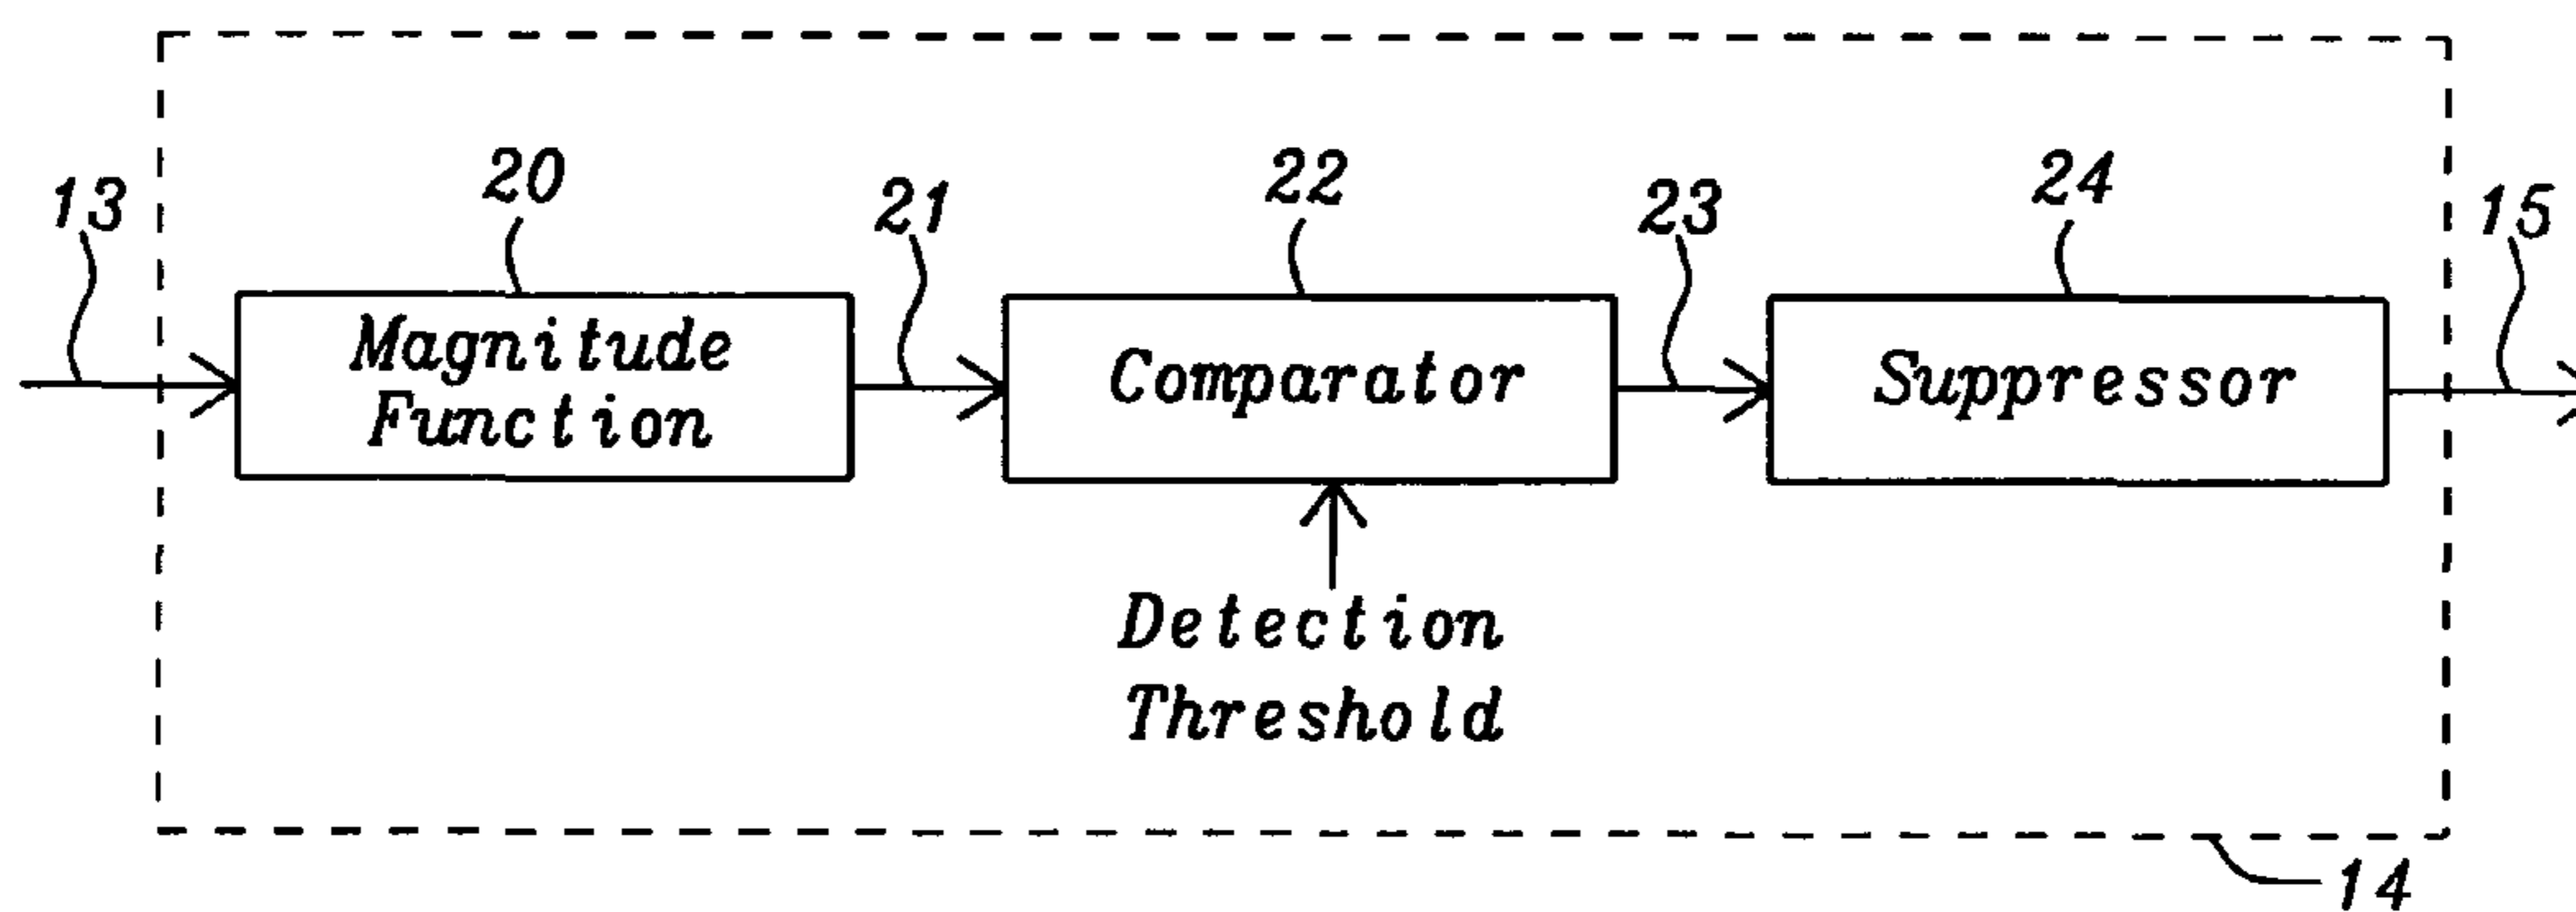 13
20
21
22
23
24
15
Magnitude
Function
Comparator
Suppressor
Detection
Threshold
14